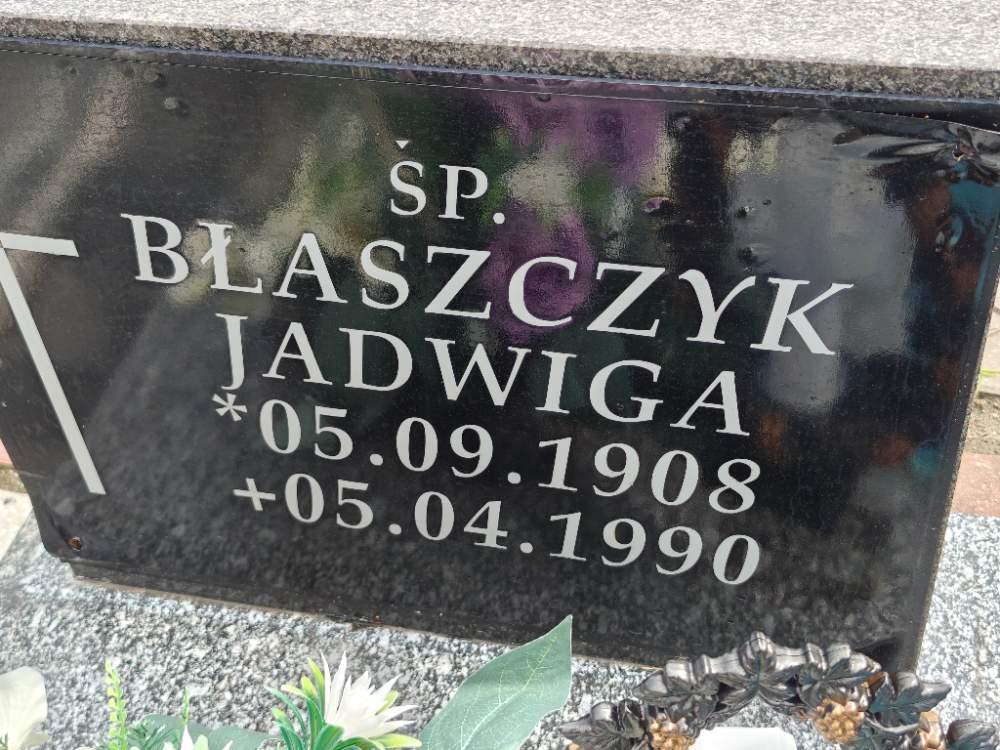 ŚP.
BŁASZCZYK
JADWIGA
*05.09.1908
+05.04.1990